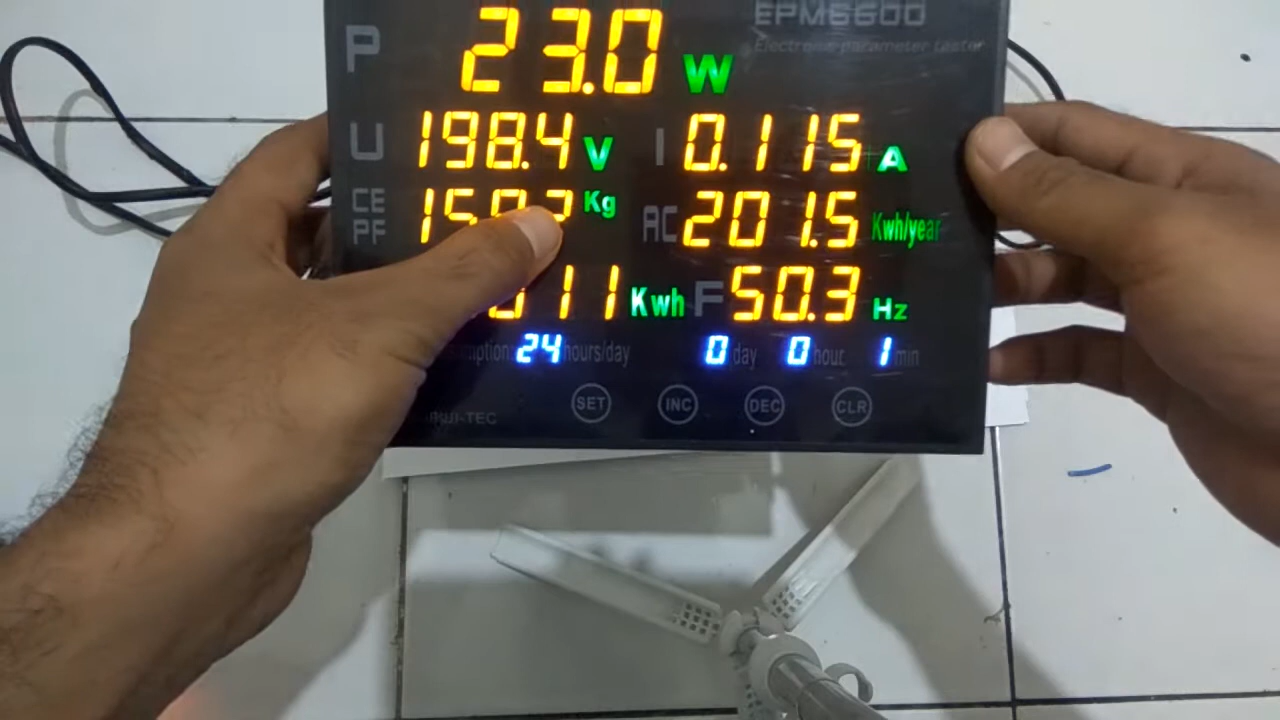 EPM6600
Electronic parameter tester
P 23.0 W
U 198.4 V I 0.115 A
CE PF Kg AC 201.5 Kwh/year
011 Kwh F 50.3 Hz
24 hours/day 0 day 0 hour 1 min
SET INC DEC CLR